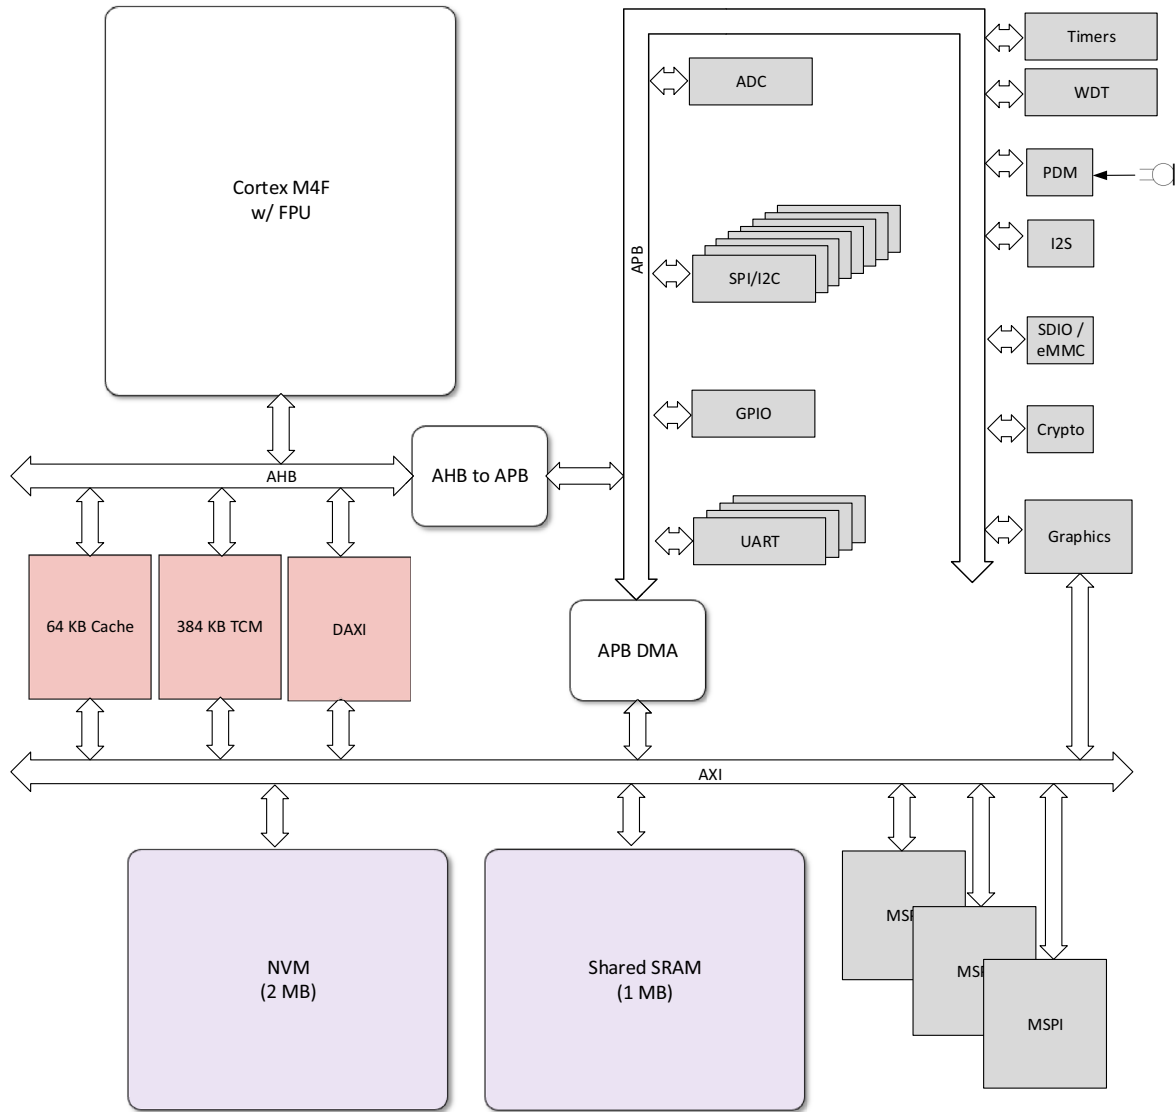 Cortex M4F
w/ FPU
APB
ADC
SPI/I2C
GPIO
UART
Timers
WDT
PDM
I2S
SDIO /
eMMC
Crypto
Graphics
AHB
AHB to APB
64 KB Cache
384 KB TCM
DAXI
APB DMA
AXI
NVM
(2 MB)
Shared SRAM
(1 MB)
MSP
MSP
MSPI